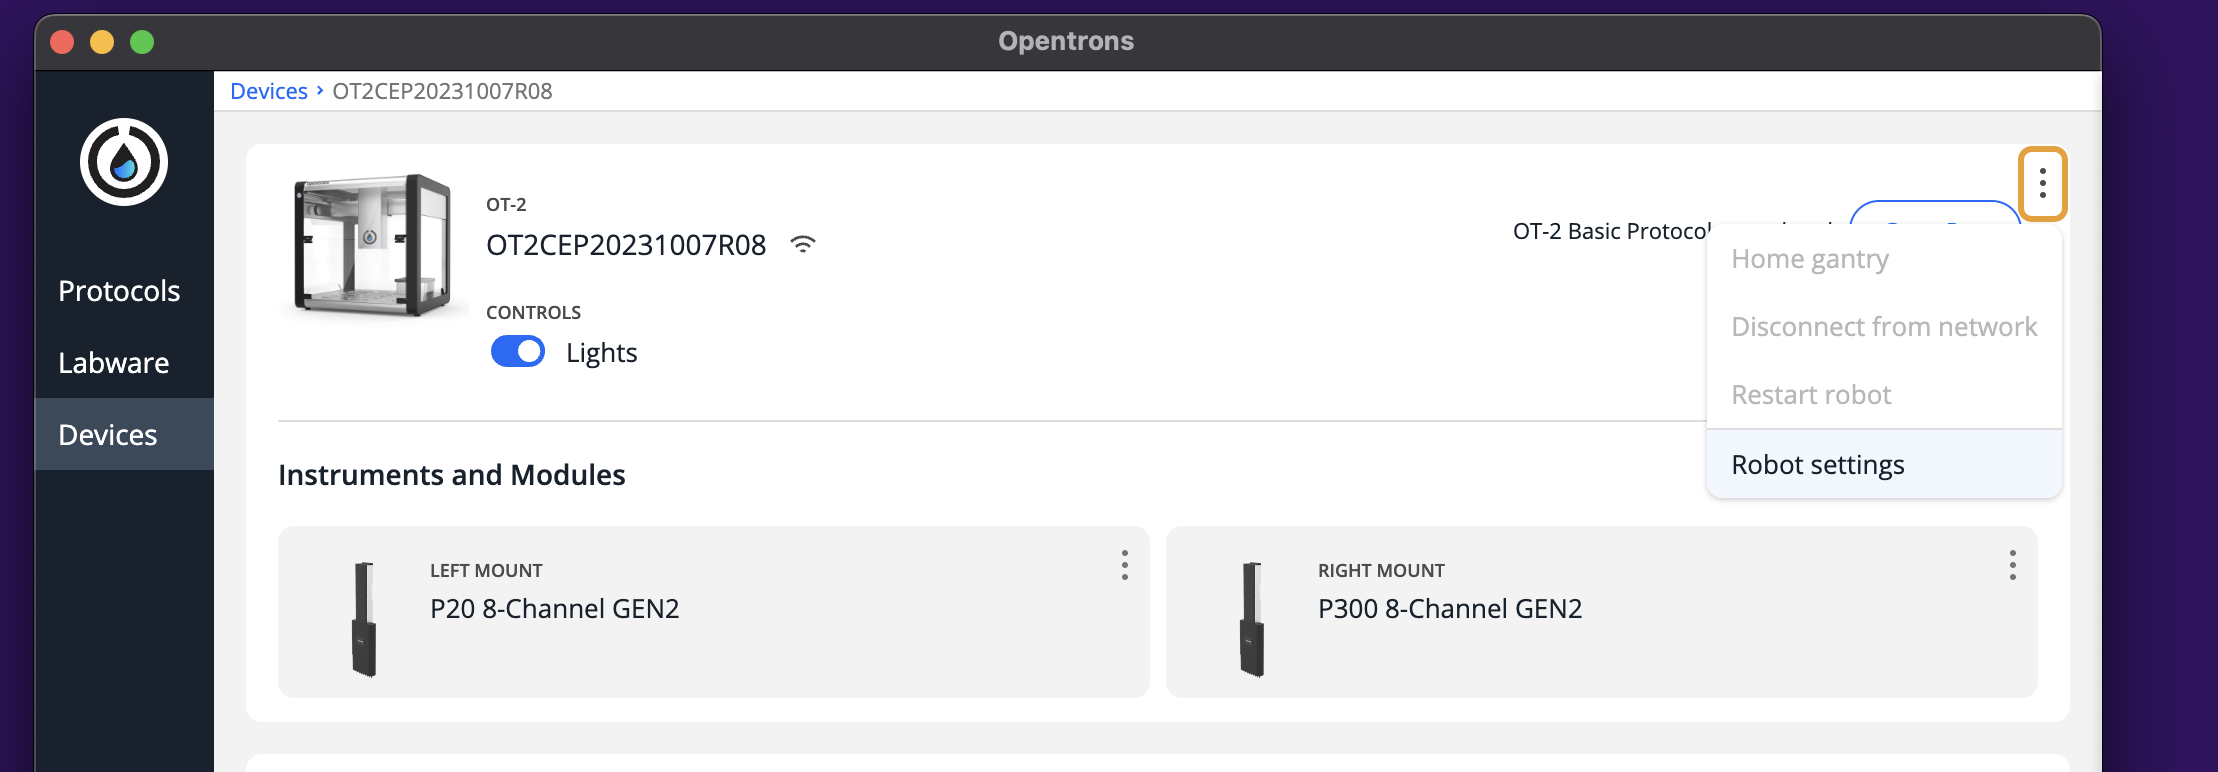 Opentrons
Devices › OT2CEP20231007R08
Protocols
Labware
Devices
OT-2
OT2CEP20231007R08
CONTROLS
Lights
OT-2 Basic Protocol
Home gantry
Disconnect from network
Restart robot
Robot settings
Instruments and Modules
LEFT MOUNT
P20 8-Channel GEN2
RIGHT MOUNT
P300 8-Channel GEN2